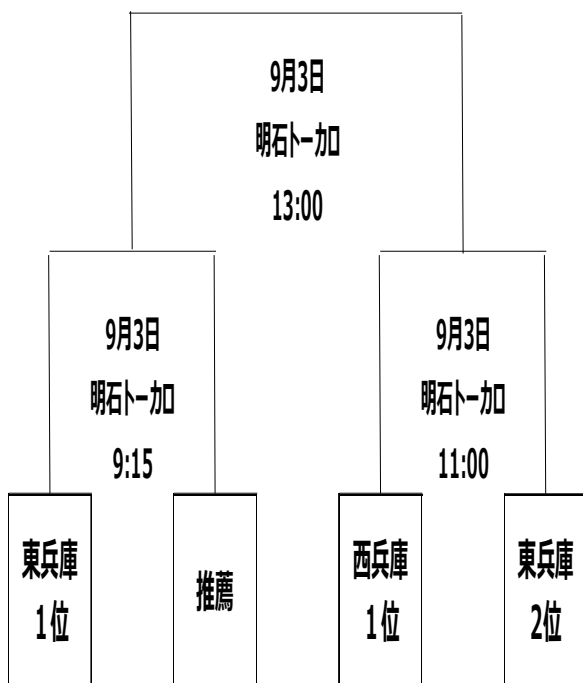 9月3日
明石トーカロ
13:00
9月3日
明石トーカロ
9:15
9月3日
明石トーカロ
11:00
東兵庫
1位
推薦
西兵庫
1位
東兵庫
2位